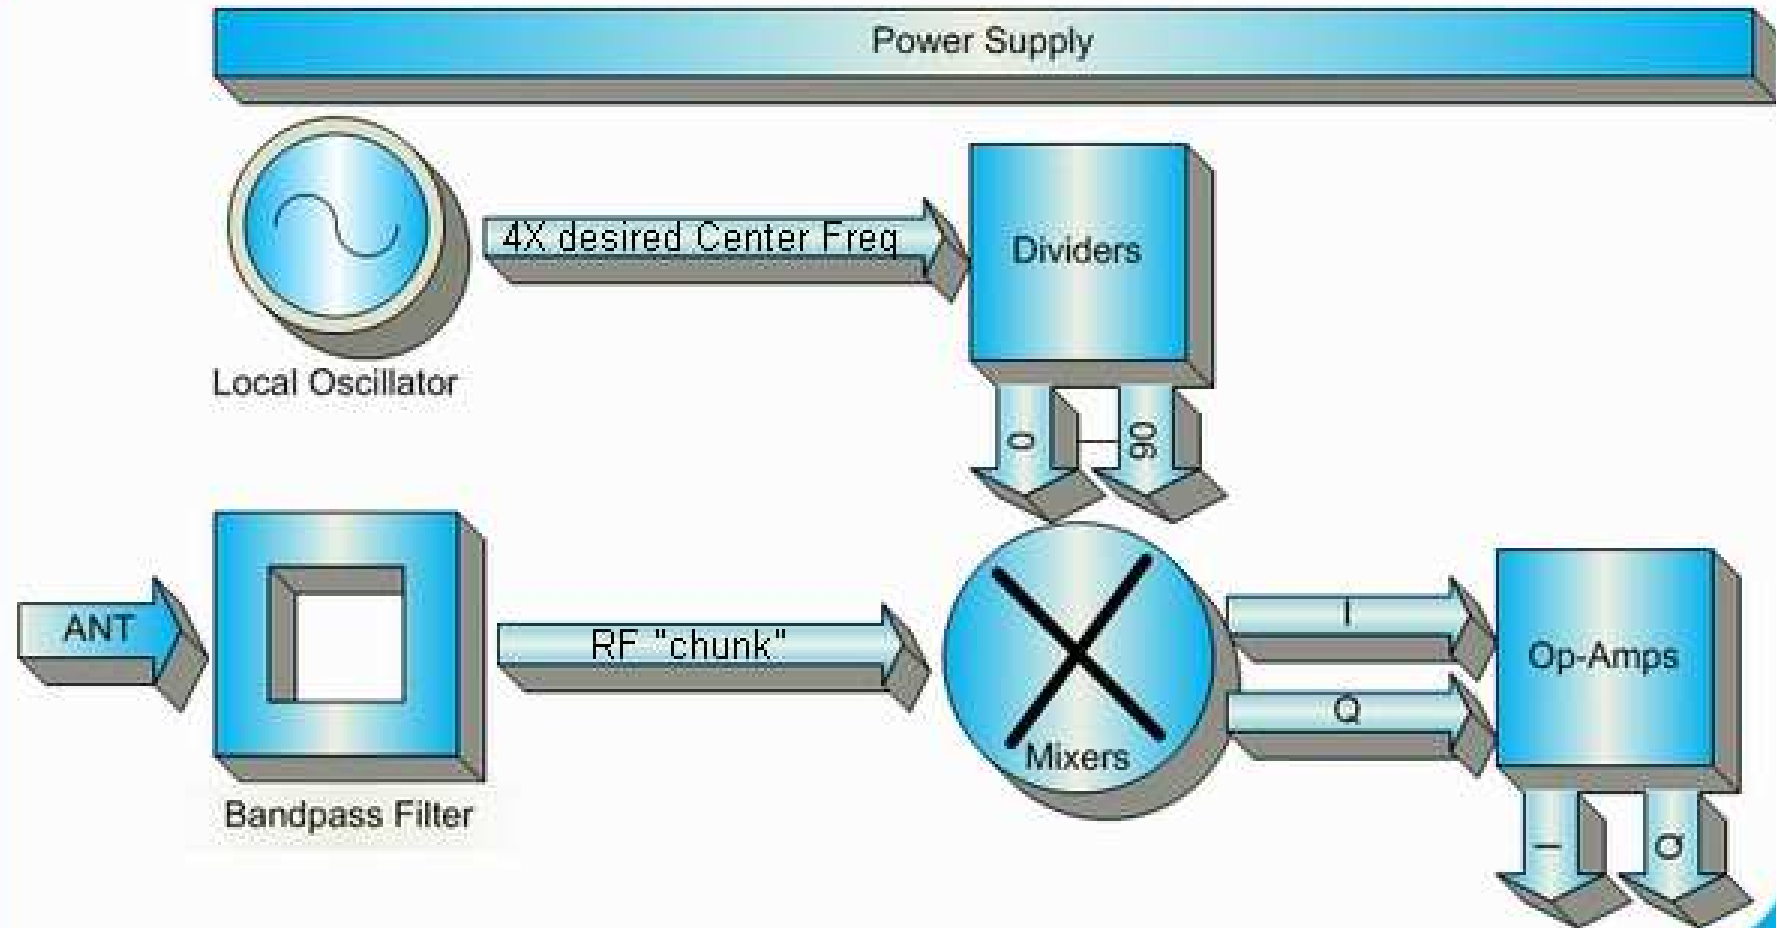 Power Supply
4X desired Center Freq
Dividers
Local Oscillator
0
90
ANT
RF "chunk"
I
Op-Amps
Q
Mixers
Bandpass Filter
I
Q